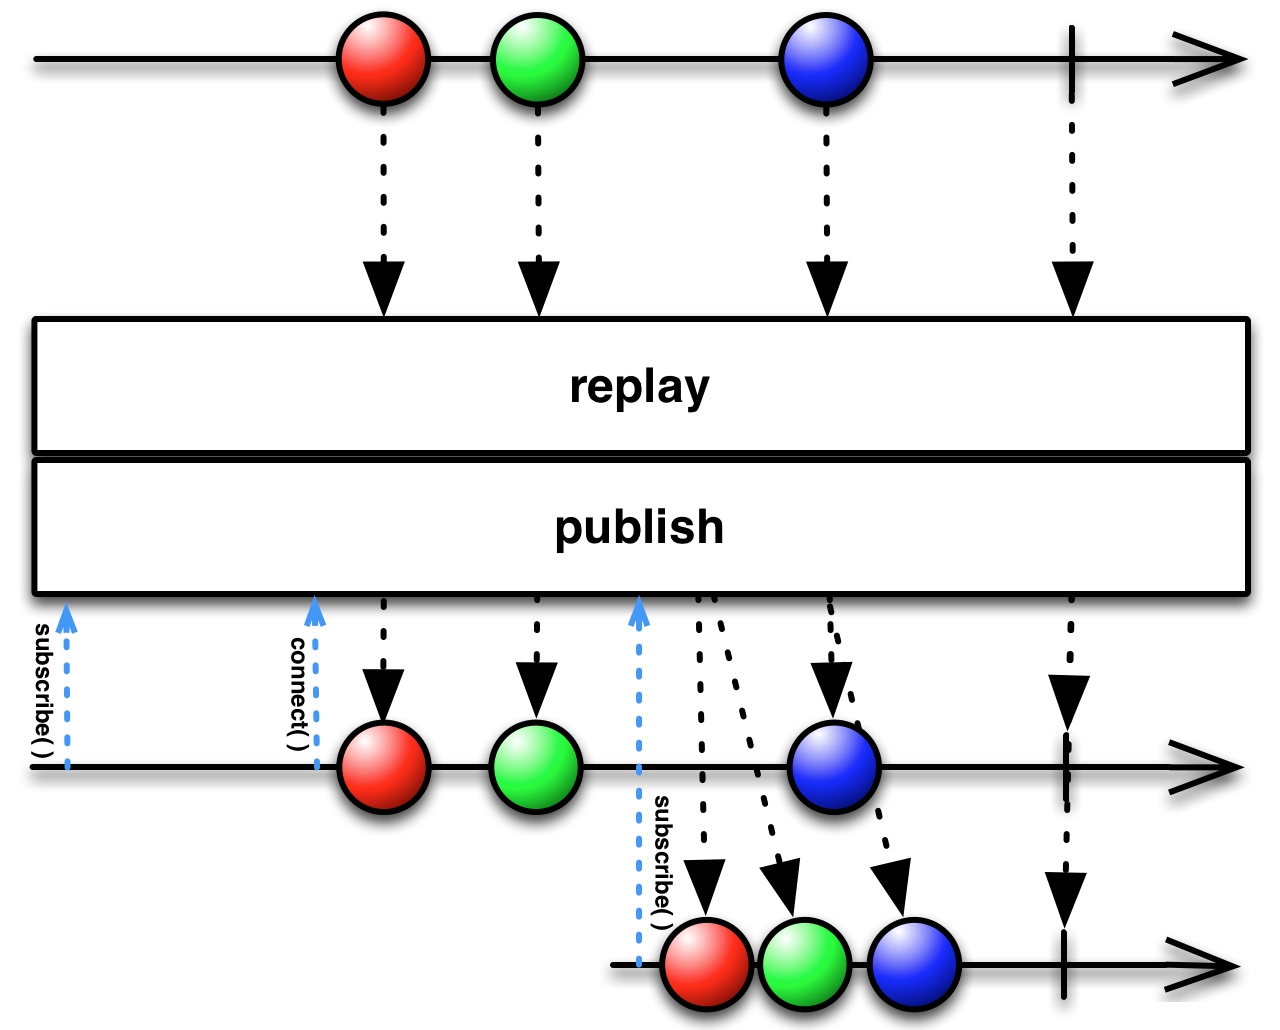 replay
publish
subscribe( )
connect( )
subscribe( )